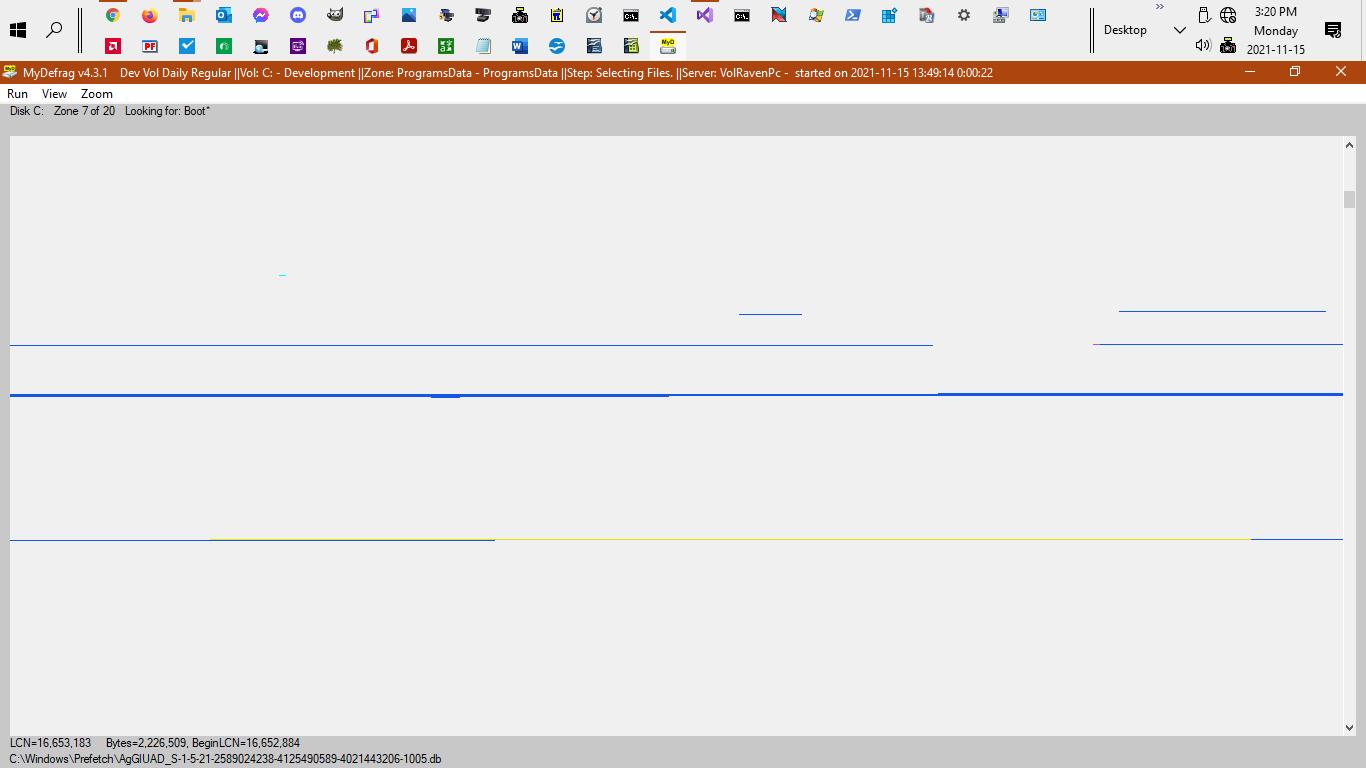 3:20 PM
Desktop
Monday
2021-11-15
MyDefrag v4.3.1 Dev Vol Daily Regular ||Vol: C: - Development ||Zone: ProgramsData - ProgramsData ||Step: Selecting Files. ||Server: VolRavenPc - started on 2021-11-15 13:49:14 0:00:22
Run View Zoom
Disk C: Zone 7 of 20 Looking for: Boot*
LCN=16,653,183 Bytes=2,226,509, BeginLCN=16,652,884
C:\Windows\Prefetch\AgGlUAD_S-1-5-21-2589024238-4125490589-4021443206-1005.db